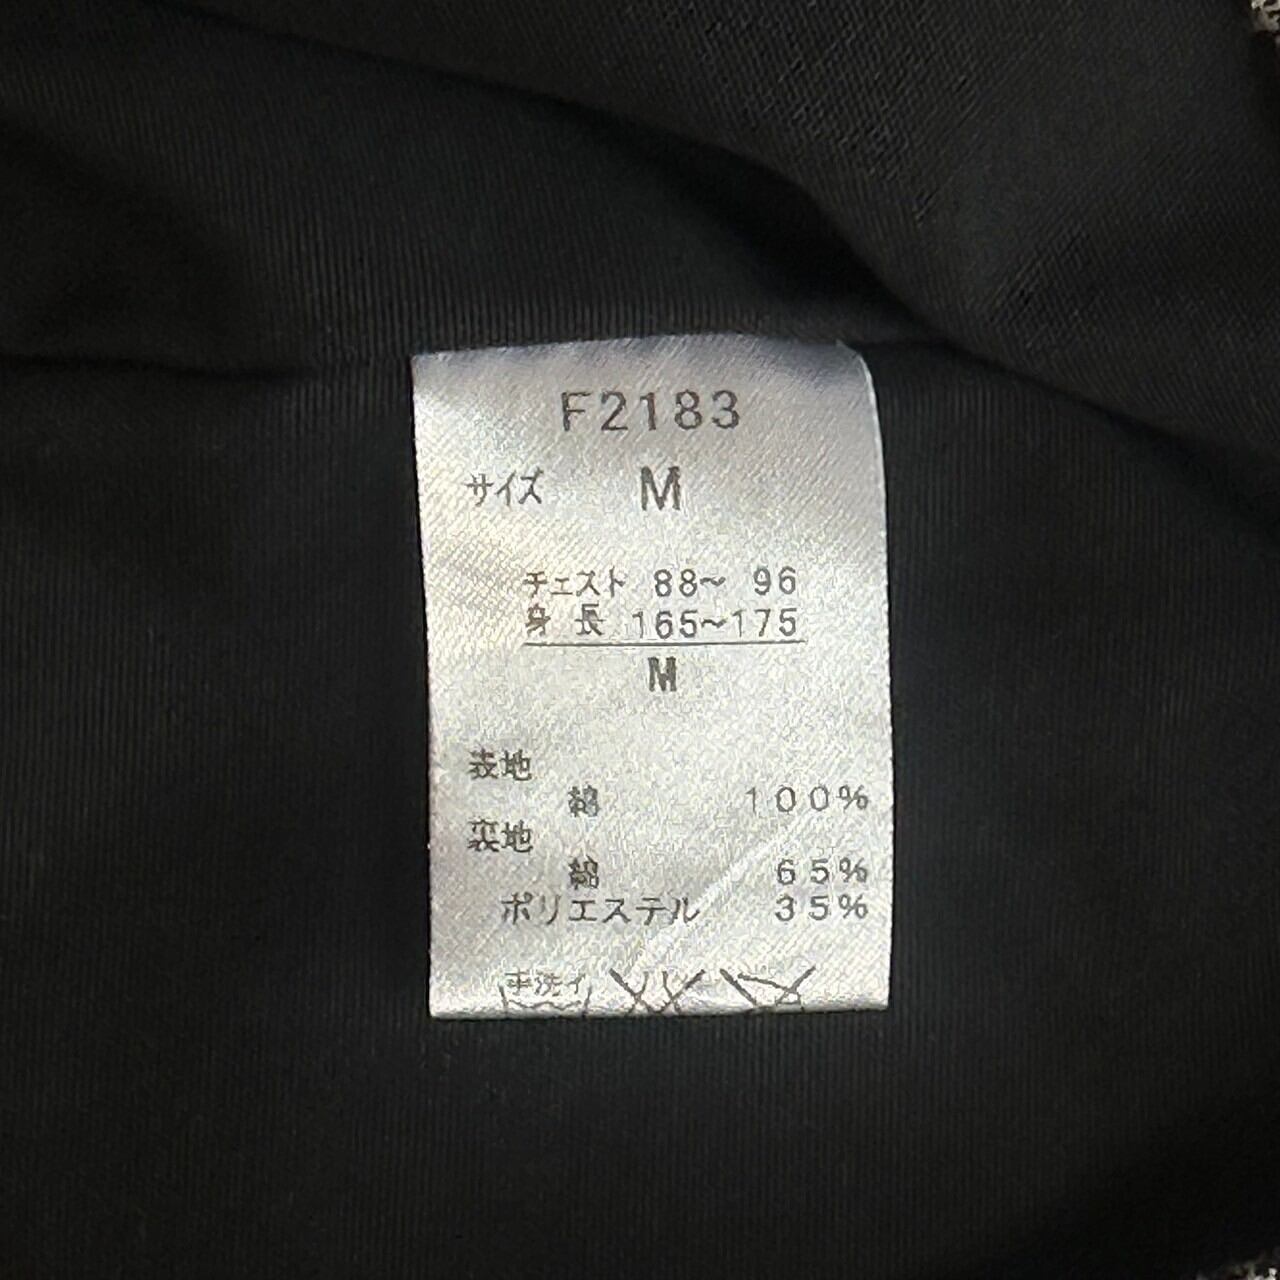 F2183
サイズ M
チェスト 88~ 96
身 長 165~175
M
表地
綿 100%
裏地
綿 65%
ポリエステル 35%
手洗イ